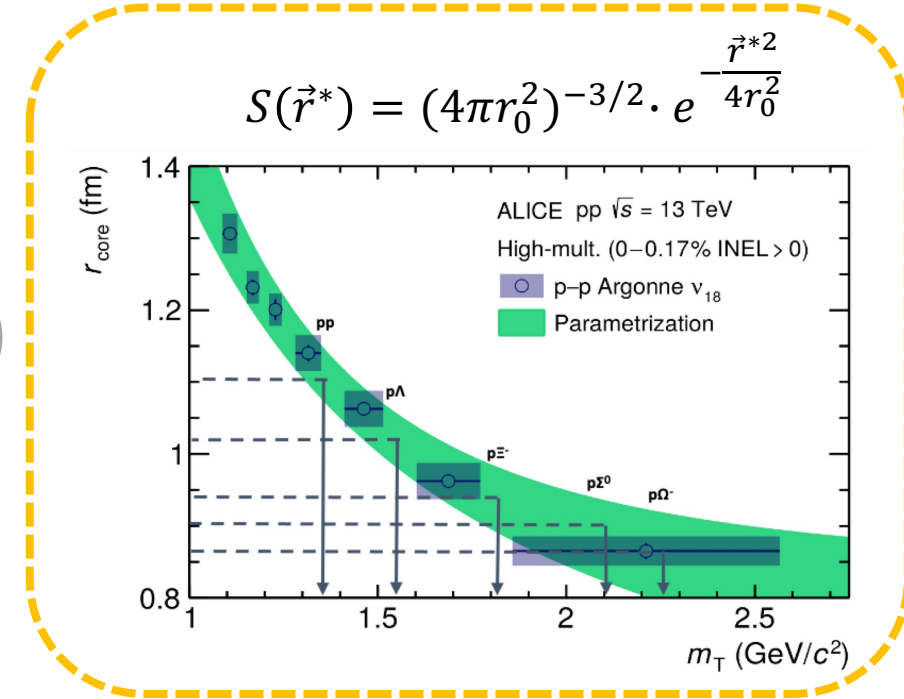 S(r⃗*) = (4πr₀²)^(−3/2) · e^(−r⃗*²/4r₀²)
1.4
1.2
1
0.8
r_core (fm)
ALICE pp √s = 13 TeV
High-mult. (0−0.17% INEL > 0)
p−p Argonne ν₁₈
Parametrization
pp
pΛ
pΞ⁻
pΣ⁰
pΩ⁻
1 1.5 2 2.5
m_T (GeV/c²)